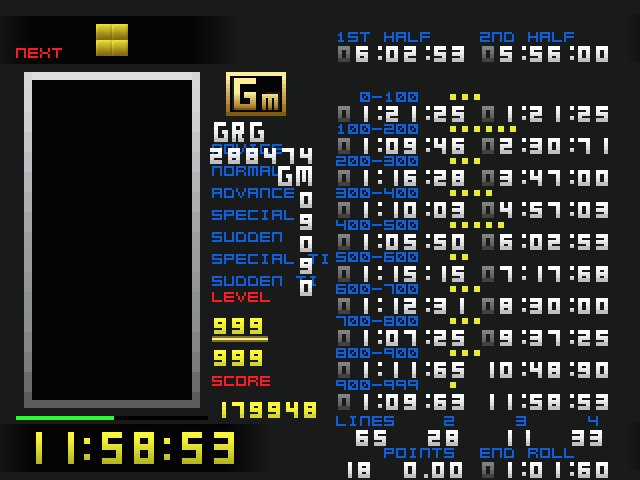 NEXT
1ST HALF 2ND HALF
06:02:53 05:56:00
Gm
0-100
01:21:25 01:21:25
GRG
100-200
01:09:46 02:30:71
288474
200-300
NORMAL
GM
01:16:28 03:47:00
ADVANCE
0
300-400
01:10:03 04:57:03
SPECIAL
9
400-500
01:05:50 06:02:53
SUDDEN
0
500-600
SPECIAL TI
9
01:15:15 07:17:68
SUDDEN TI
0
600-700
LEVEL
01:12:31 08:30:00
999
700-800
01:07:25 09:37:25
999
800-900
01:11:65 10:48:90
SCORE
900-999
01:09:63 11:58:53
179948
LINES 2 3 4
65 28 11 33
11:58:53
POINTS END ROLL
18 0.00 01:01:60